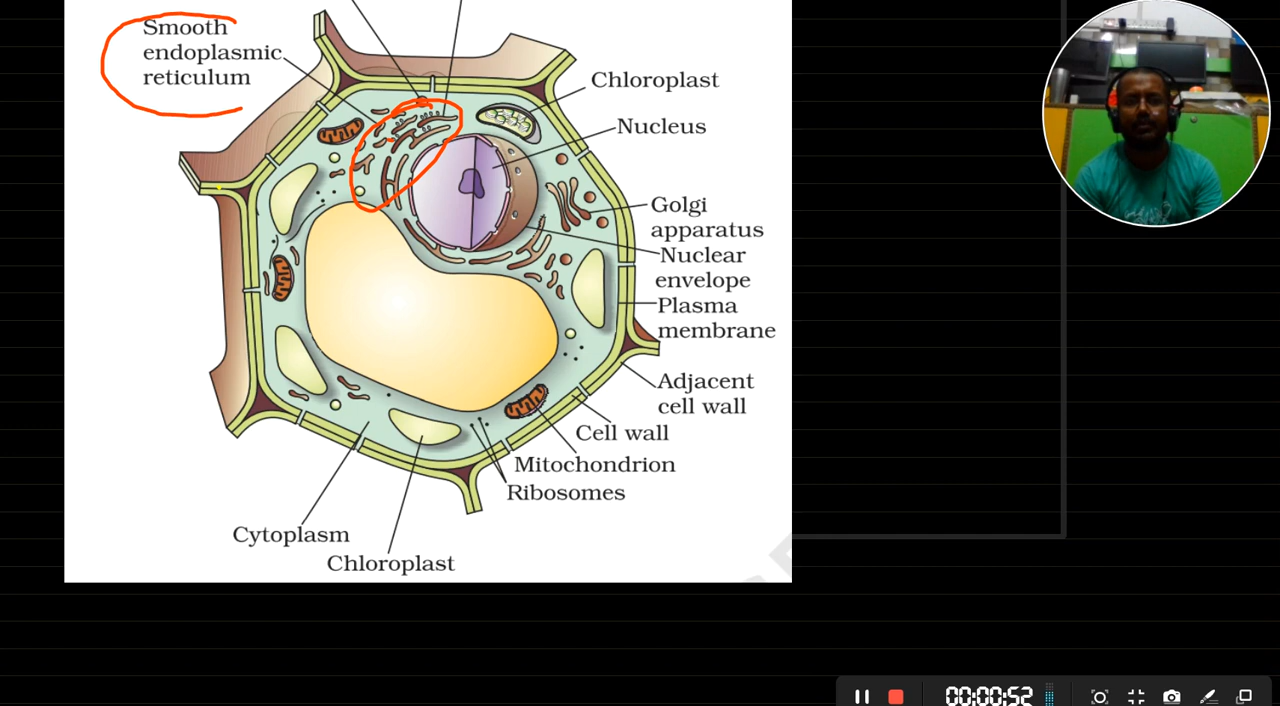 Smooth
endoplasmic
reticulum
Chloroplast
Nucleus
Golgi
apparatus
Nuclear
envelope
Plasma
membrane
Adjacent
cell wall
Cell wall
Mitochondrion
Ribosomes
Cytoplasm
Chloroplast
00:00:52